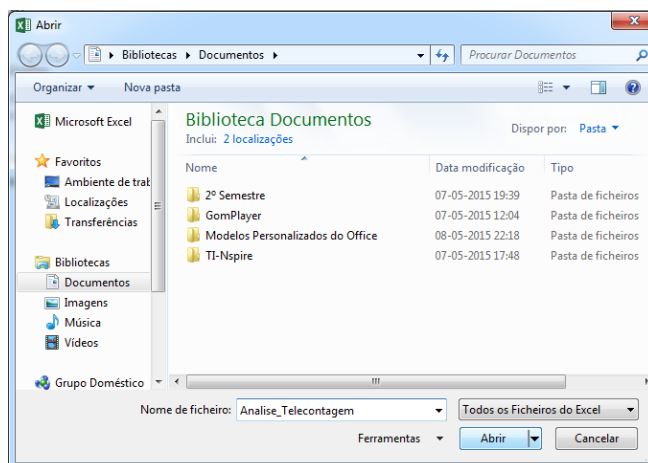 Abrir
Bibliotecas Documentos
Procurar Documentos
Organizar Nova pasta
Microsoft Excel
Favoritos
Ambiente de trat
Localizações
Transferências
Bibliotecas
Documentos
Imagens
Música
Vídeos
Grupo Doméstico
Biblioteca Documentos
Inclui: 2 localizações
Dispor por: Pasta
Nome Data modificação Tipo
2º Semestre 07-05-2015 19:39 Pasta de ficheiros
GomPlayer 07-05-2015 12:04 Pasta de ficheiros
Modelos Personalizados do Office 08-05-2015 22:18 Pasta de ficheiros
TI-Nspire 07-05-2015 17:48 Pasta de ficheiros
Nome de ficheiro: Analise_Telecontagem Todos os Ficheiros do Excel
Ferramentas Abrir Cancelar